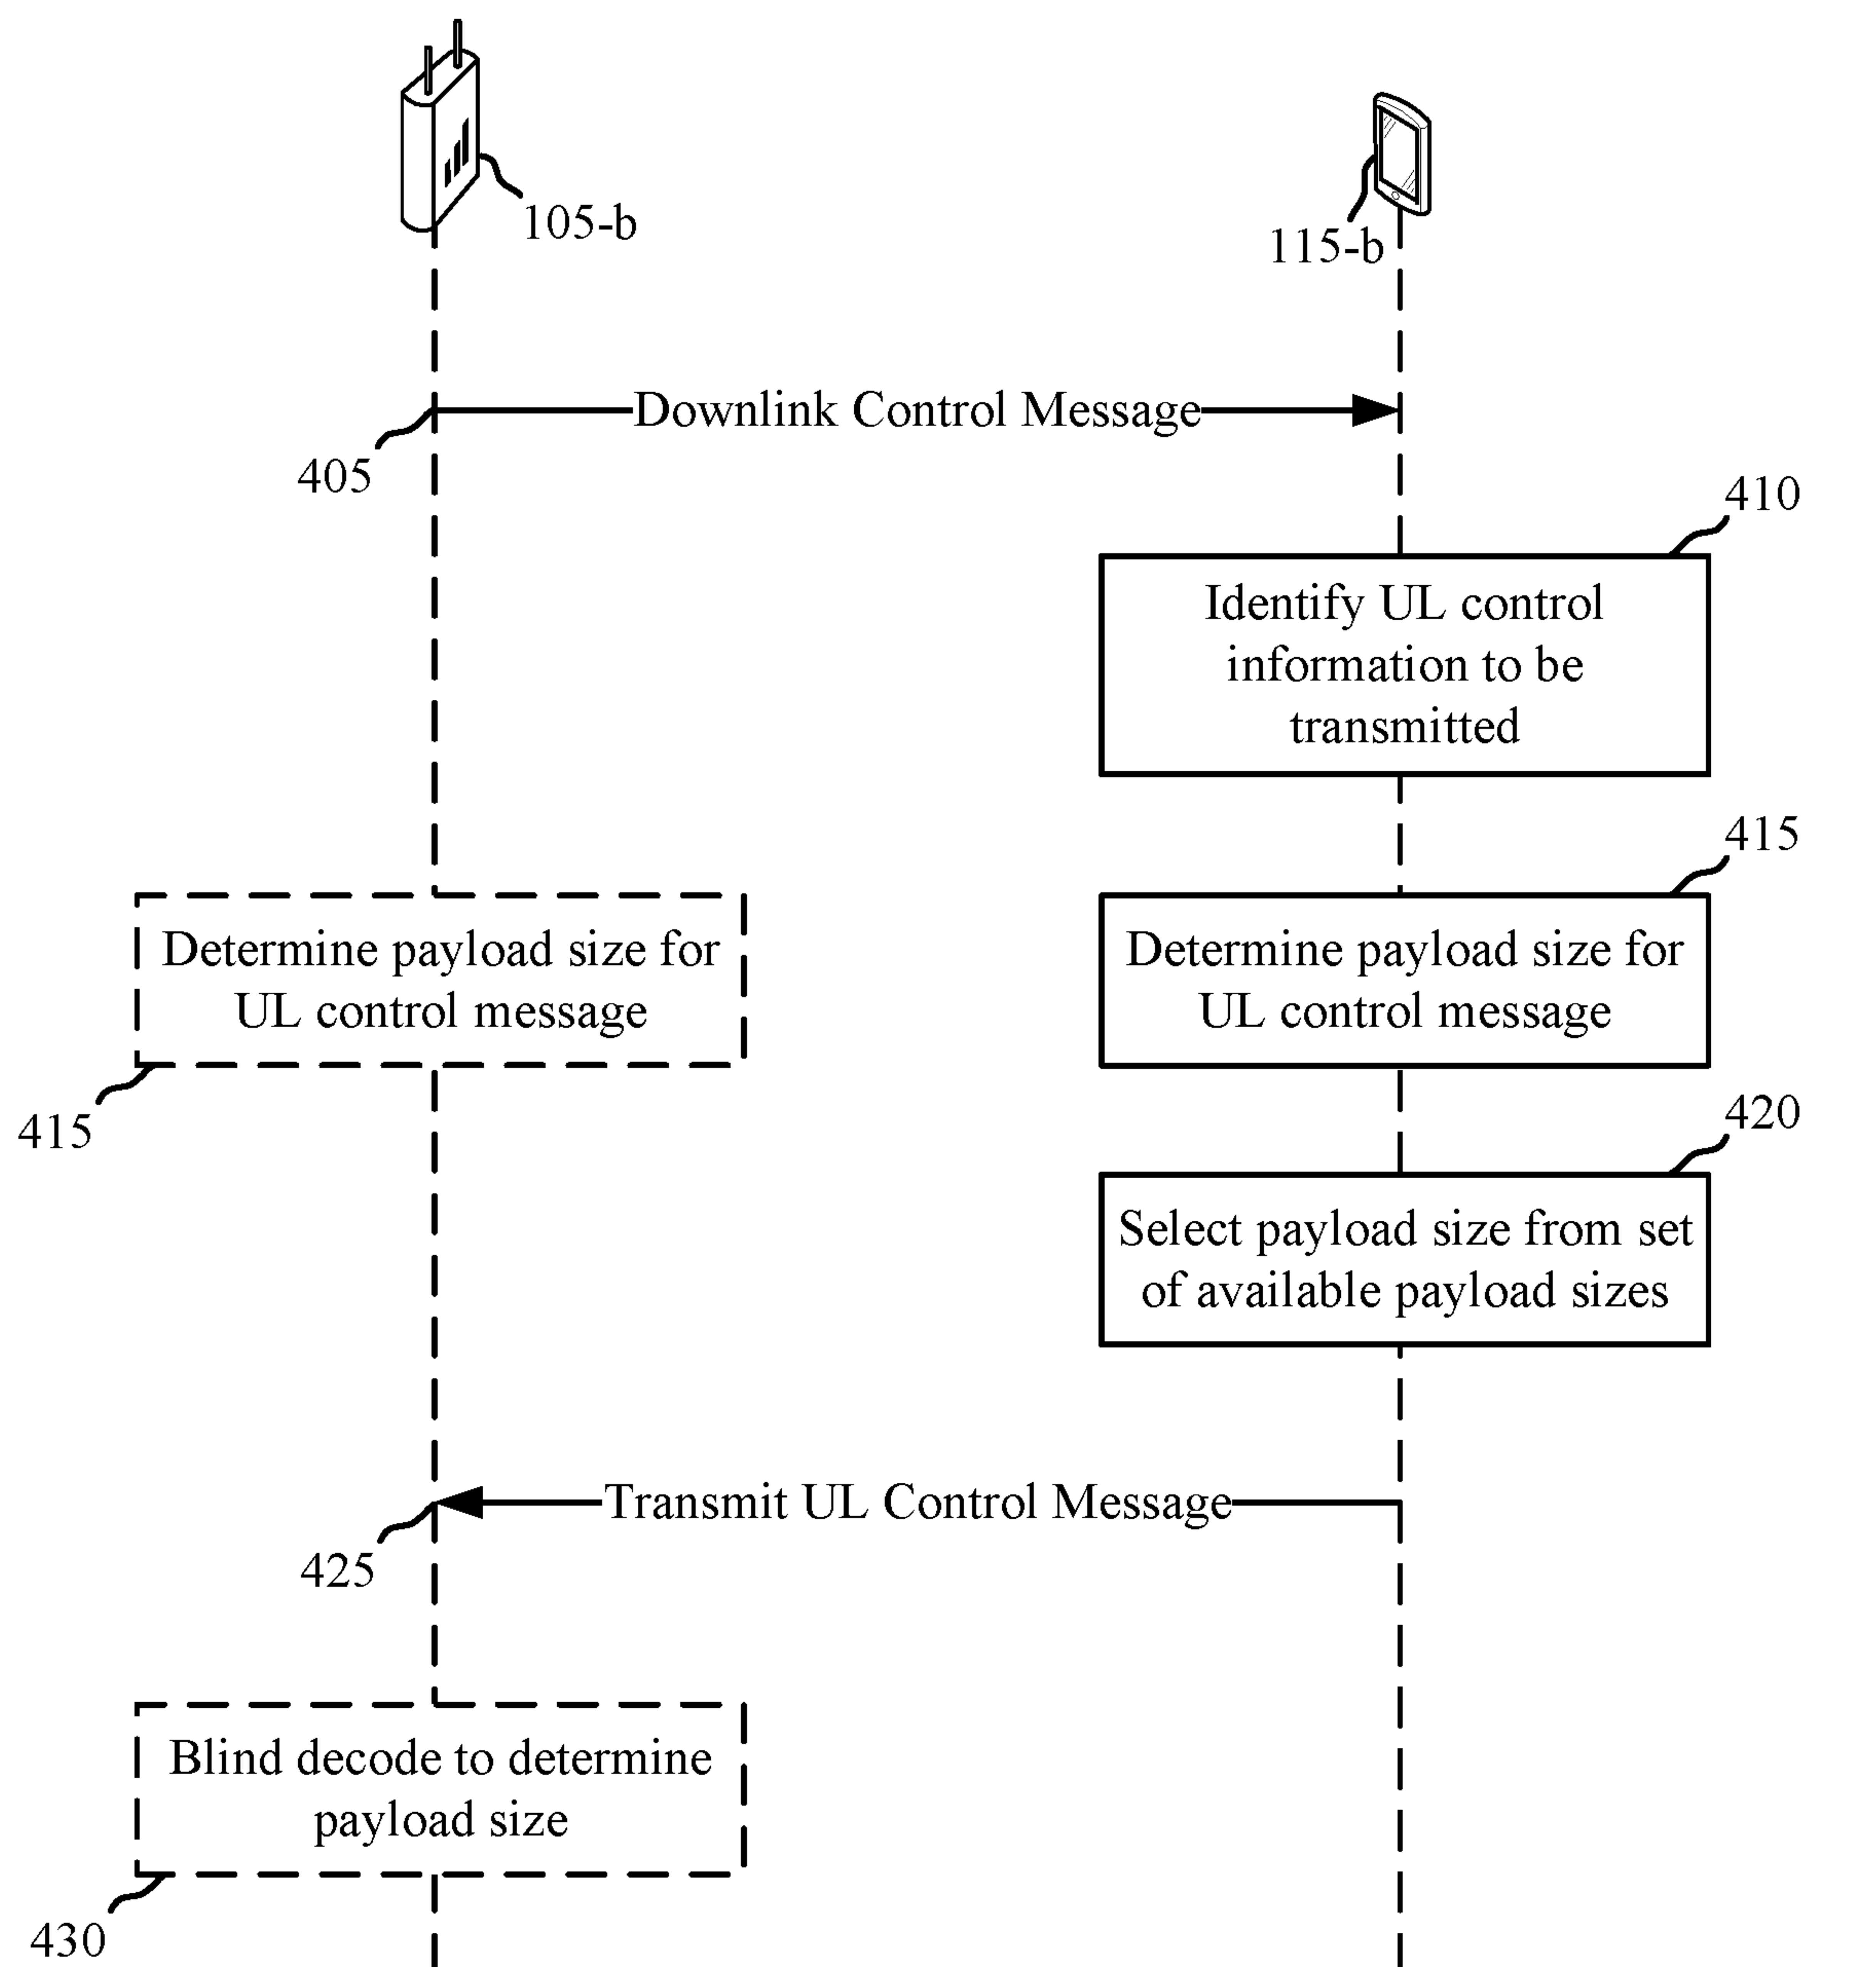 105-b
115-b
Downlink Control Message
405
410
Identify UL control
information to be
transmitted
415
Determine payload size for
UL control message
415
Determine payload size for
UL control message
420
Select payload size from set
of available payload sizes
Transmit UL Control Message
425
Blind decode to determine
payload size
430